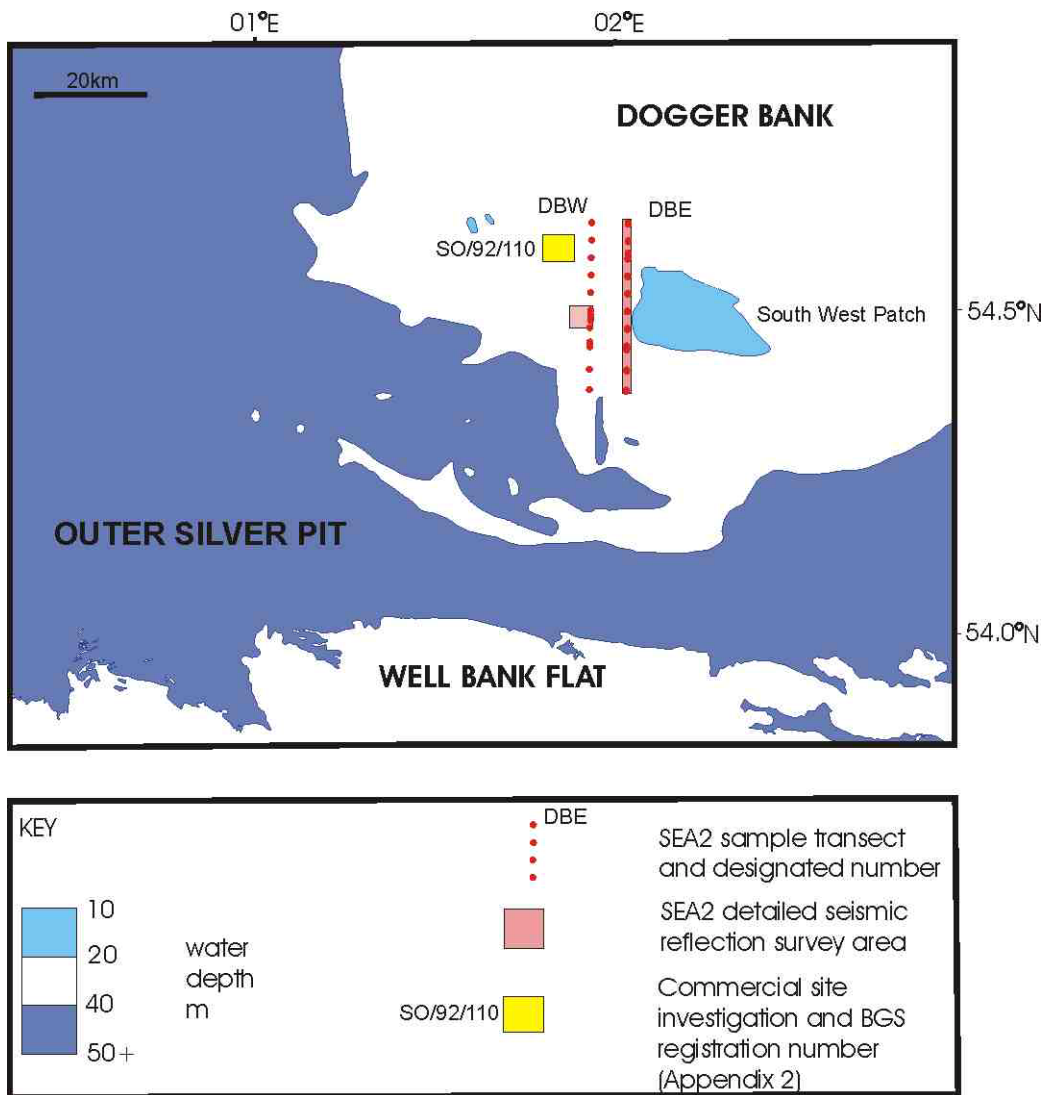 01°E
02°E
20km
DOGGER BANK
DBW
DBE
SO/92/110
South West Patch
54.5°N
OUTER SILVER PIT
54.0°N
WELL BANK FLAT
KEY
DBE
SEA2 sample transect
and designated number
10
20
40
50+
water
depth
m
SEA2 detailed seismic
reflection survey area
SO/92/110
Commercial site
investigation and BGS
registration number
(Appendix 2)